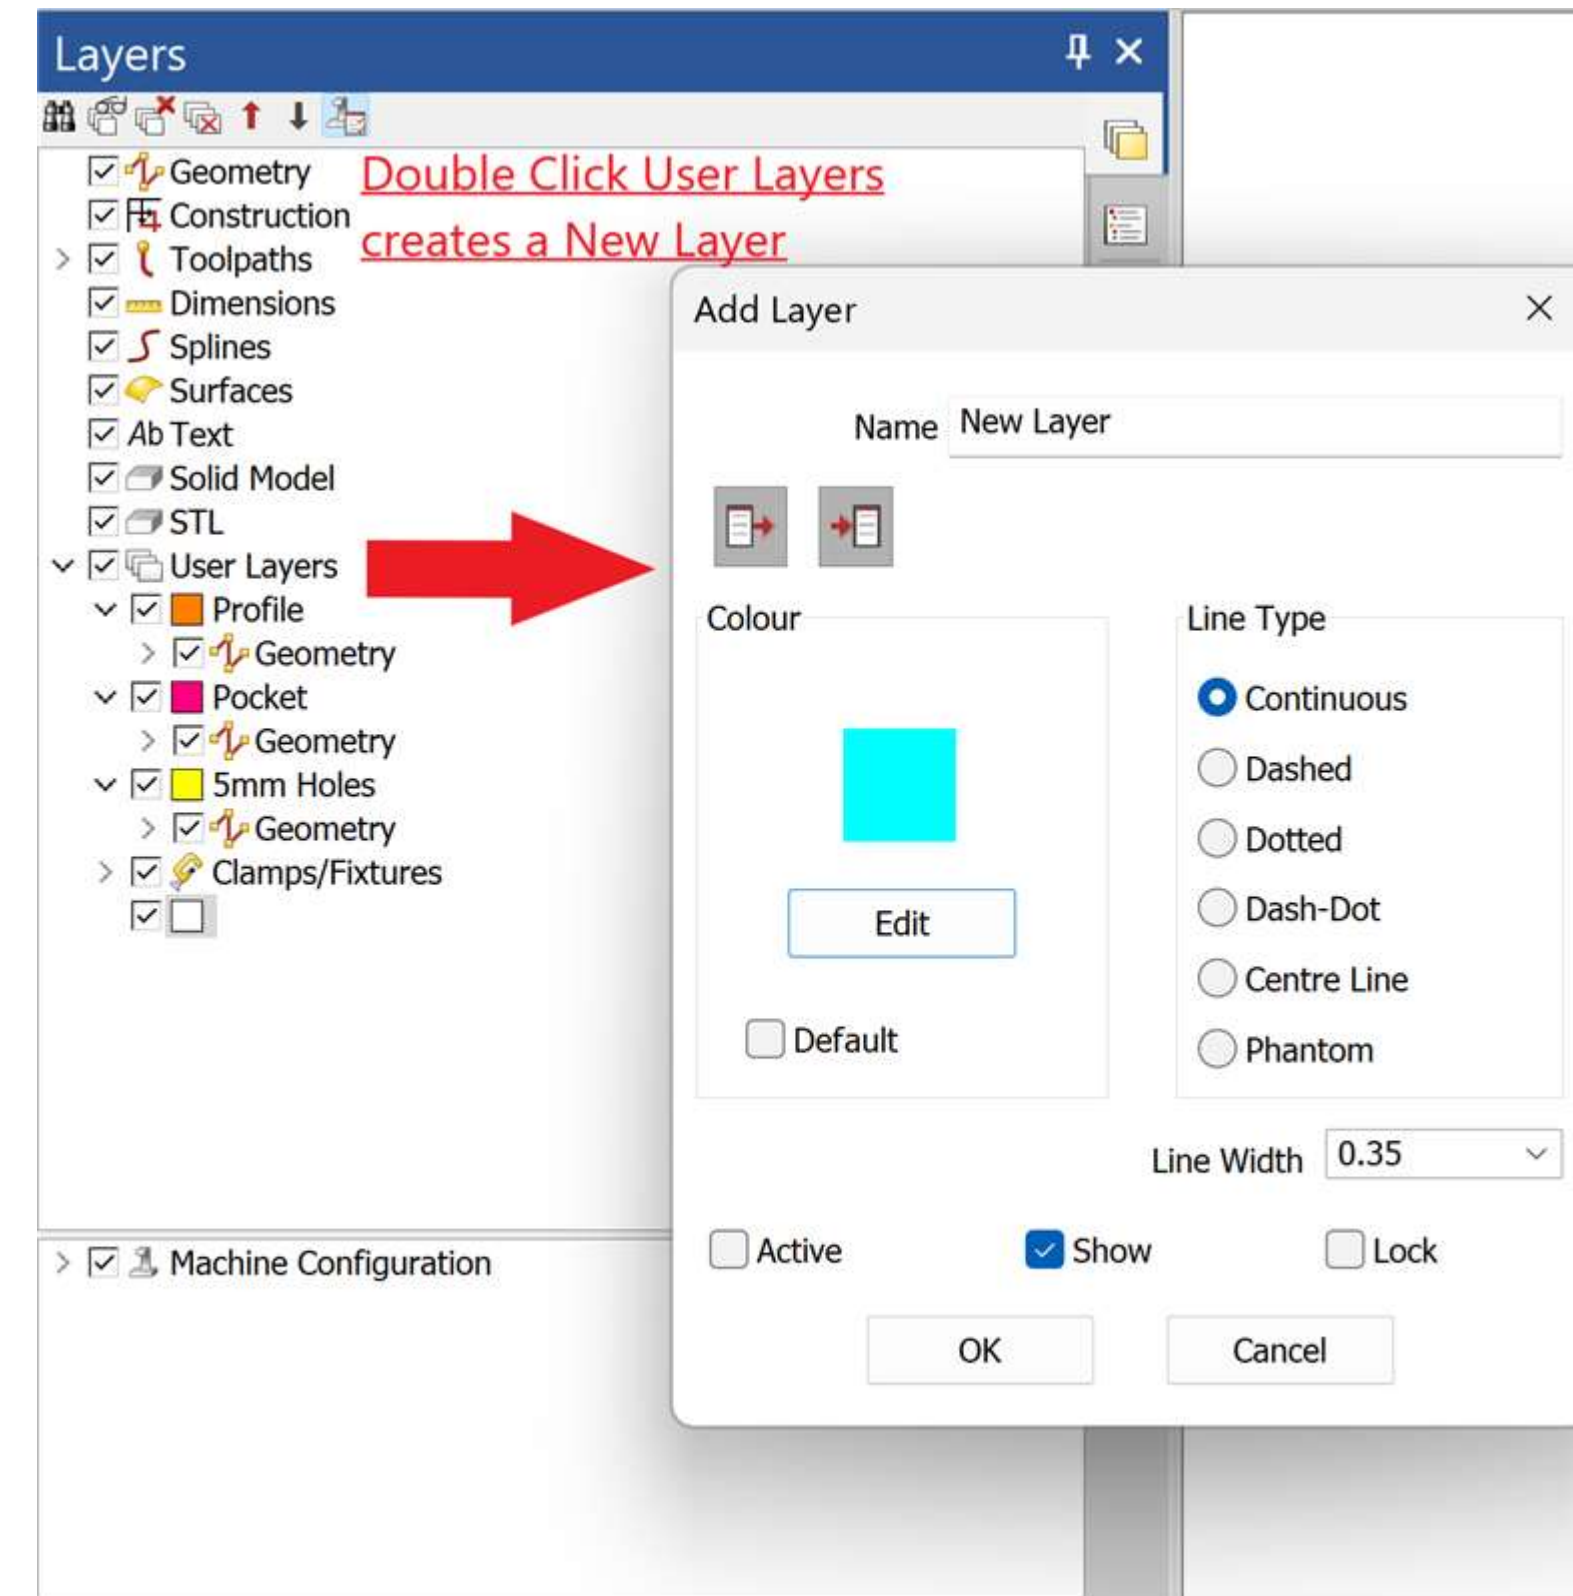 Layers
Geometry
Double Click User Layers
Construction
creates a New Layer
Toolpaths
Dimensions
Splines
Surfaces
Ab Text
Solid Model
STL
User Layers
Profile
Geometry
Pocket
Geometry
5mm Holes
Geometry
Clamps/Fixtures
Machine Configuration
Add Layer
Name New Layer
Colour
Line Type
Continuous
Dashed
Dotted
Dash-Dot
Edit
Centre Line
Default
Phantom
Line Width 0.35
Active Show Lock
OK Cancel